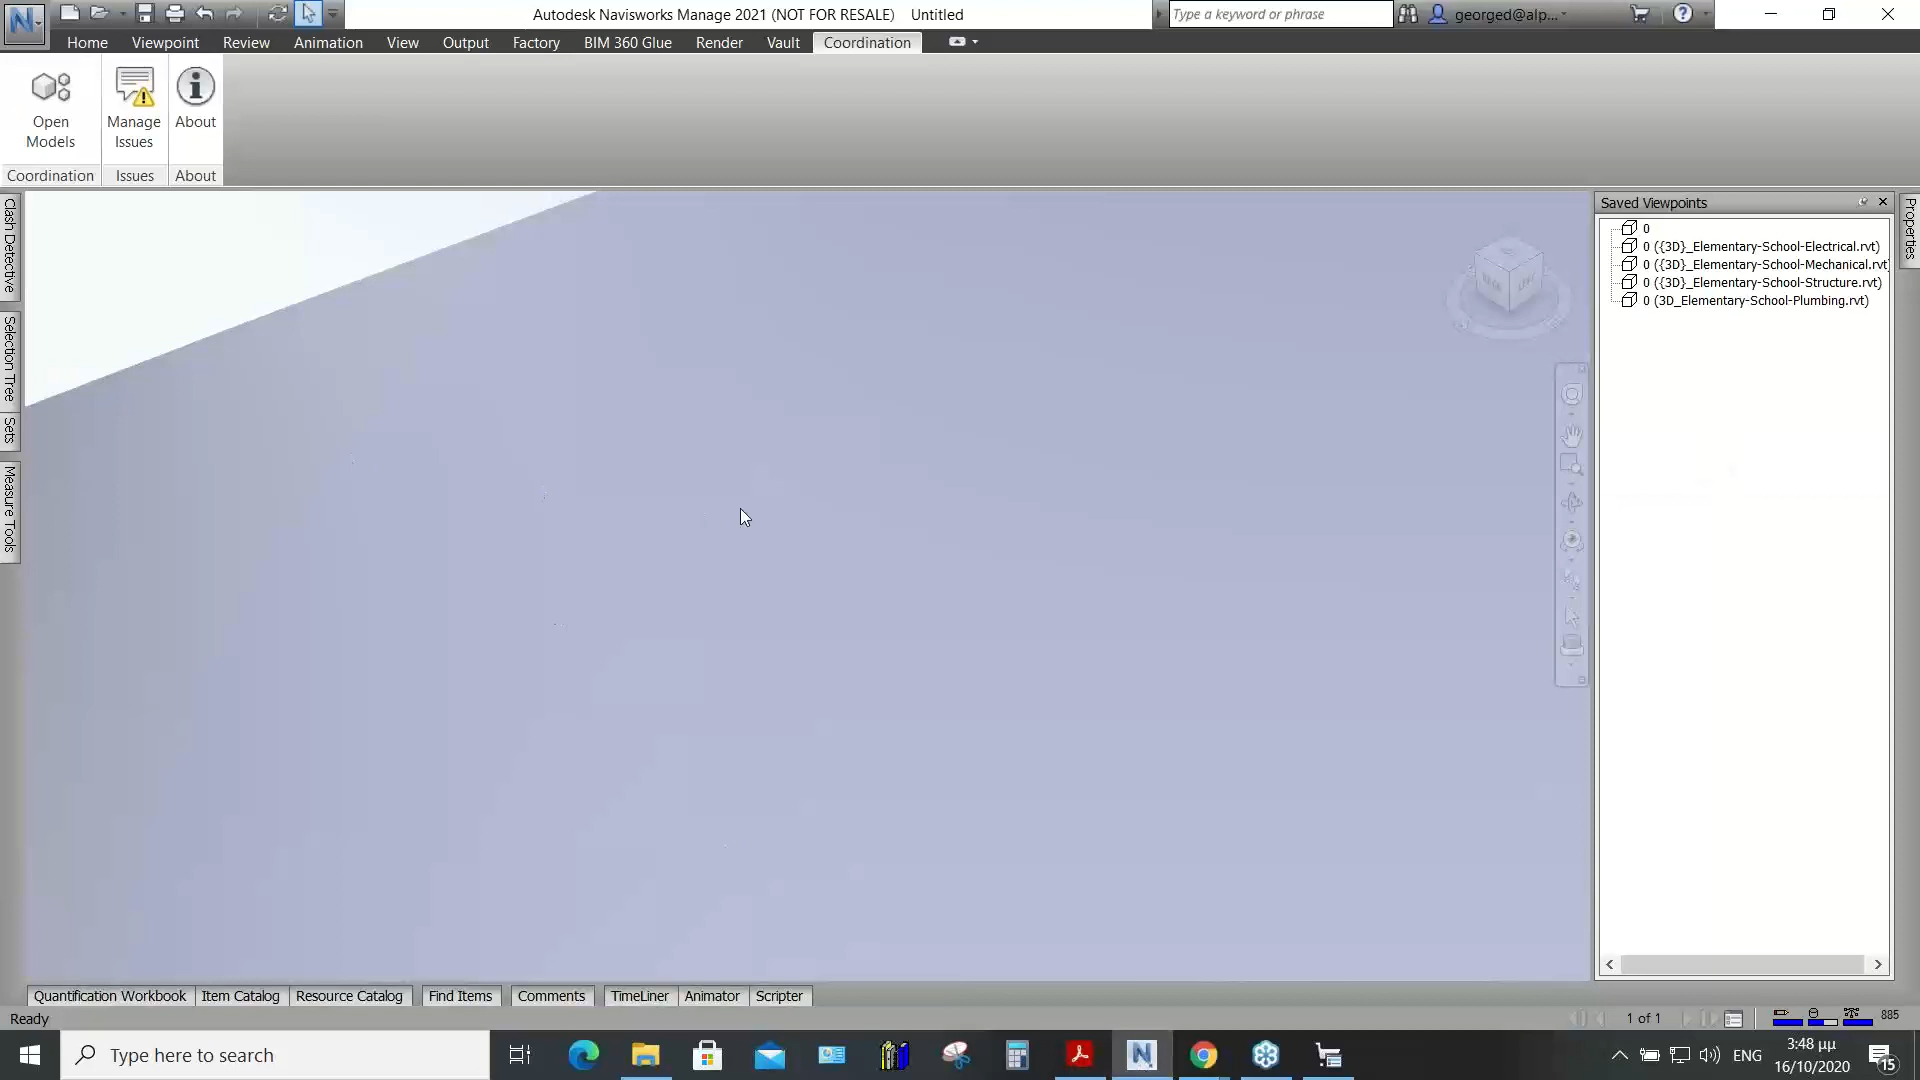 Autodesk Navisworks Manage 2021 (NOT FOR RESALE) Untitled
Type a keyword or phrase
georged@alp...
Home Viewpoint Review Animation View Output Factory BIM 360 Glue Render Vault Coordination
Open Models
Manage Issues
About
Coordination Issues About
Clash Detective
Selection Tree
Sets
Measure Tools
Saved Viewpoints
0
0 ({3D}_Elementary-School-Electrical.rvt)
0 ({3D}_Elementary-School-Mechanical.rvt)
0 ({3D}_Elementary-School-Structure.rvt)
0 (3D_Elementary-School-Plumbing.rvt)
Properties
Quantification Workbook Item Catalog Resource Catalog Find Items Comments TimeLiner Animator Scripter
Ready
1 of 1
885
Type here to search
ENG
3:48 μμ
16/10/2020
15